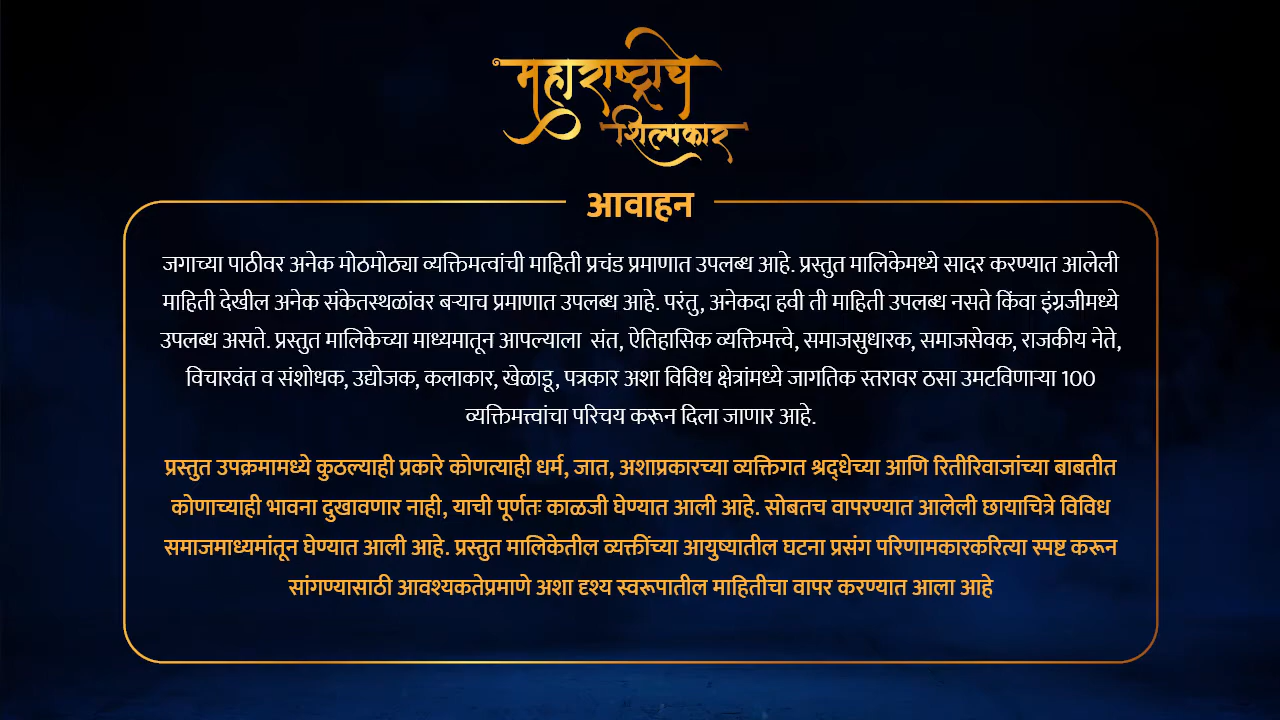 महाराष्ट्राचे
शिल्पकार
आवाहन
जगाच्या पाठीवर अनेक मोठमोठ्या व्यक्तिमत्वांची माहिती प्रचंड प्रमाणात उपलब्ध आहे. प्रस्तुत मालिकेमध्ये सादर करण्यात आलेली
माहिती देखील अनेक संकेतस्थळांवर बऱ्याच प्रमाणात उपलब्ध आहे. परंतु, अनेकदा हवी ती माहिती उपलब्ध नसते किंवा इंग्रजीमध्ये
उपलब्ध असते. प्रस्तुत मालिकेच्या माध्यमातून आपल्याला संत, ऐतिहासिक व्यक्तिमत्त्वे, समाजसुधारक, समाजसेवक, राजकीय नेते,
विचारवंत व संशोधक, उद्योजक, कलाकार, खेळाडू, पत्रकार अशा विविध क्षेत्रांमध्ये जागतिक स्तरावर ठसा उमटविणाऱ्या 100
व्यक्तिमत्त्वांचा परिचय करून दिला जाणार आहे.
प्रस्तुत उपक्रमामध्ये कुठल्याही प्रकारे कोणत्याही धर्म, जात, अशाप्रकारच्या व्यक्तिगत श्रद्धेच्या आणि रितीरिवाजांच्या बाबतीत
कोणाच्याही भावना दुखावणार नाही, याची पूर्णतः काळजी घेण्यात आली आहे. सोबतच वापरण्यात आलेली छायाचित्रे विविध
समाजमाध्यमांतून घेण्यात आली आहे. प्रस्तुत मालिकेतील व्यक्तींच्या आयुष्यातील घटना प्रसंग परिणामकारकरित्या स्पष्ट करून
सांगण्यासाठी आवश्यकतेप्रमाणे अशा दृश्य स्वरूपातील माहितीचा वापर करण्यात आला आहे